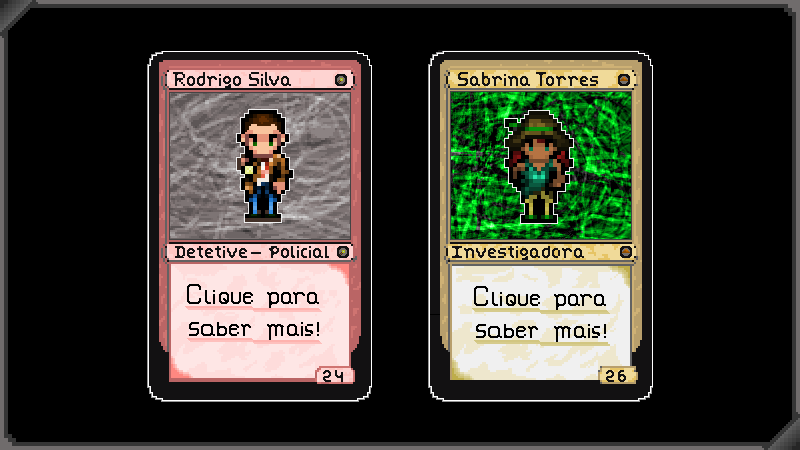 Rodrigo Silva
Detetive- Policial
Clique para
saber mais!
24
Sabrina Torres
Investigadora
Clique para
saber mais!
26